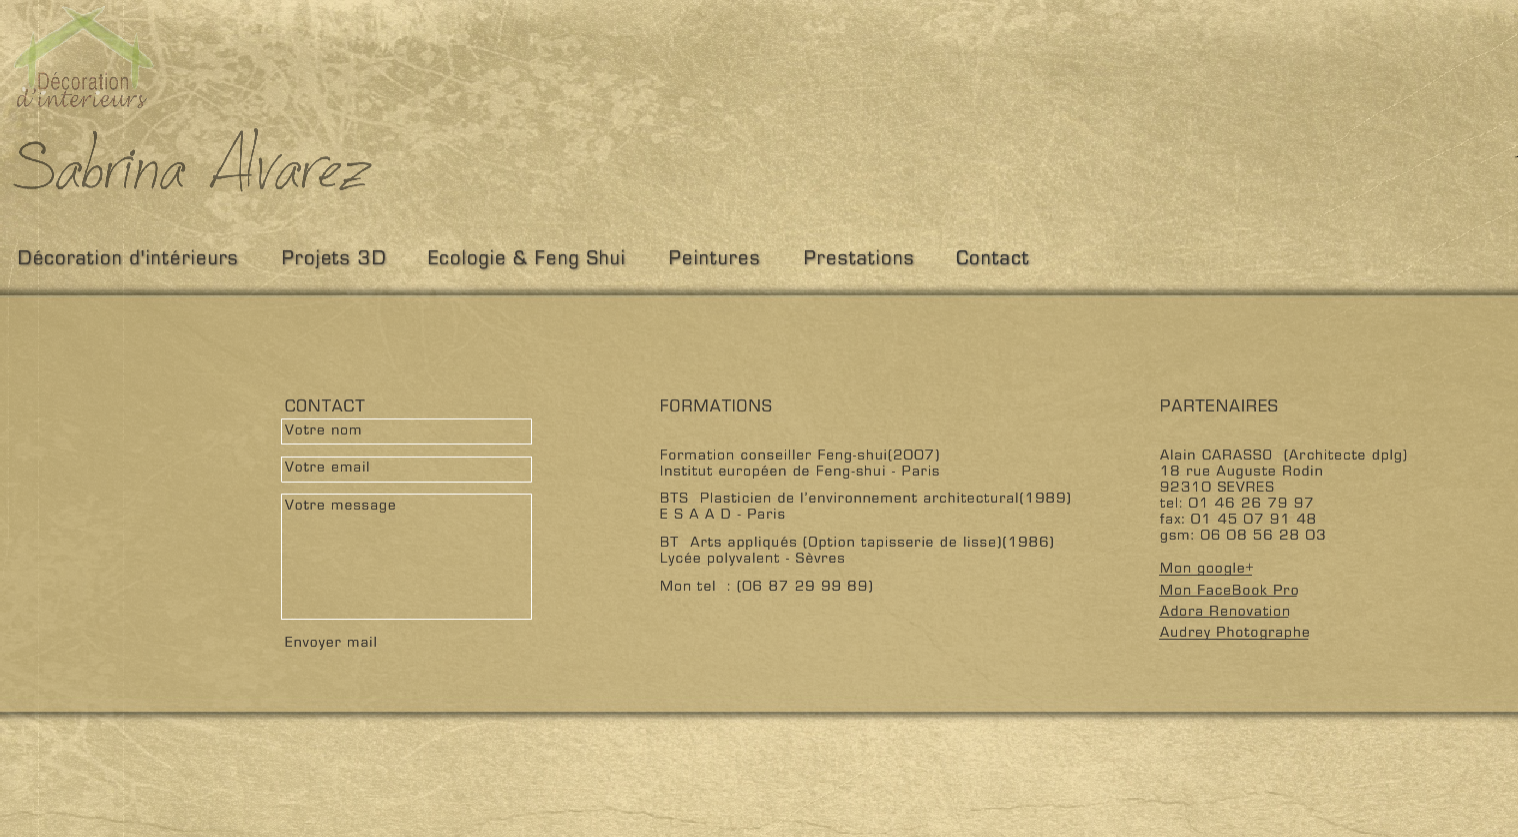 Décoration
d'intérieurs
Sabrina Alvarez
Décoration d'intérieurs Projets 3D Ecologie & Feng Shui Peintures Prestations Contact
CONTACT
Votre nom
Votre email
Votre message
Envoyer mail
FORMATIONS
Formation conseiller Feng-shui(2007)
Institut européen de Feng-shui - Paris
BTS Plasticien de l'environnement architectural(1989)
E S A A D - Paris
BT Arts appliqués (Option tapisserie de lisse)(1986)
Lycée polyvalent - Sèvres
Mon tel : (06 87 29 99 89)
PARTENAIRES
Alain CARASSO (Architecte dplg)
18 rue Auguste Rodin
92310 SEVRES
tel: 01 46 26 79 97
fax: 01 45 07 91 48
gsm: 06 08 56 28 03
Mon google+
Mon FaceBook Pro
Adora Renovation
Audrey Photographe